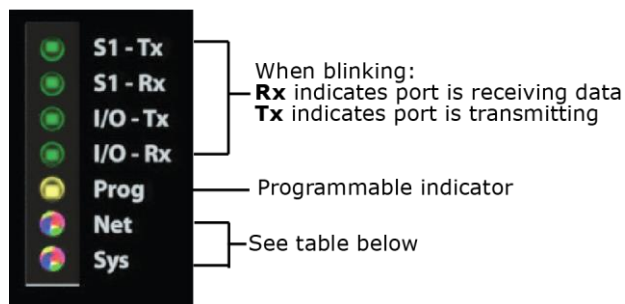 S1 - Tx
S1 - Rx
I/O - Tx
I/O - Rx
Prog
Net
Sys
When blinking:
Rx indicates port is receiving data
Tx indicates port is transmitting
Programmable indicator
See table below